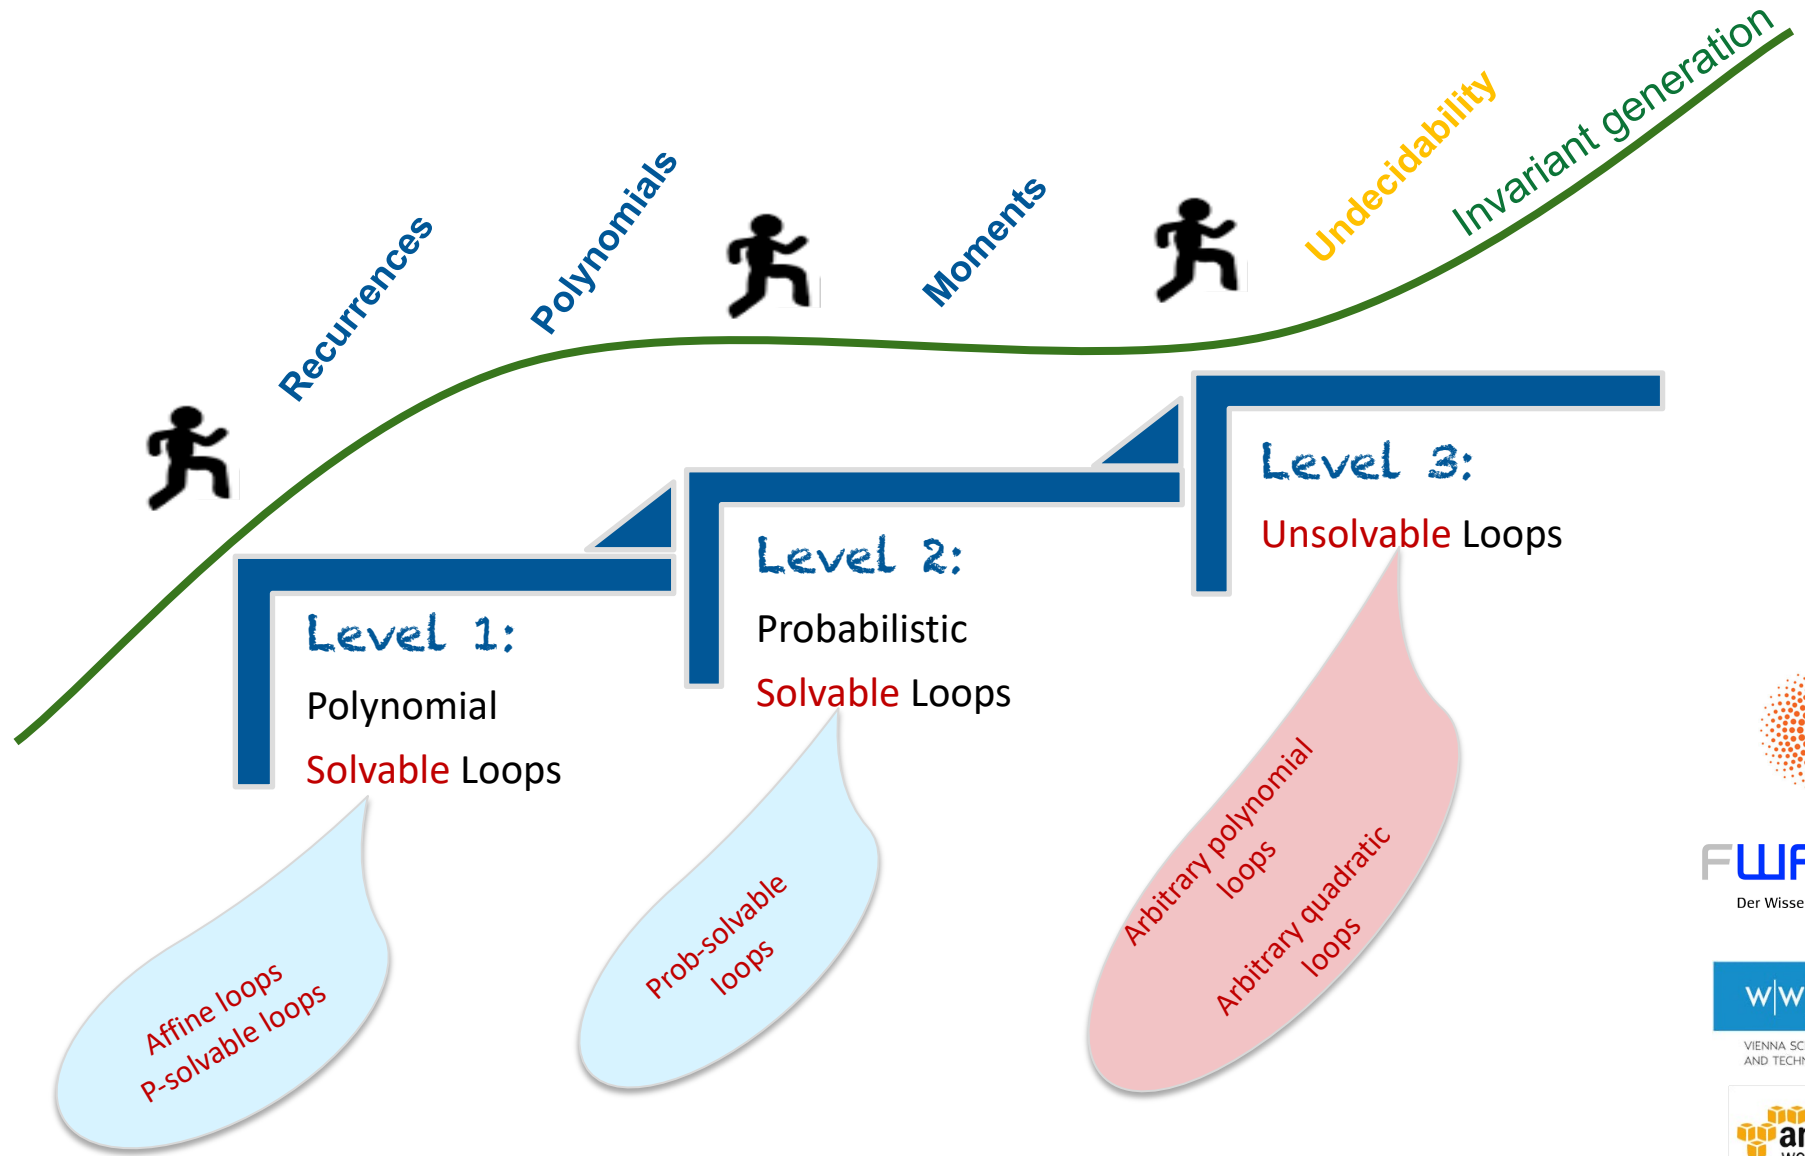 Recurrences
Polynomials
Moments
Undecidability
Invariant generation
Level 1:
Polynomial
Solvable Loops
Level 2:
Probabilistic
Solvable Loops
Level 3:
Unsolvable Loops
Affine loops
P-solvable loops
Prob-solvable
loops
Arbitrary polynomial
loops
Arbitrary quadratic
loops
Der Wisse
W|W
VIENNA SC
AND TECHN